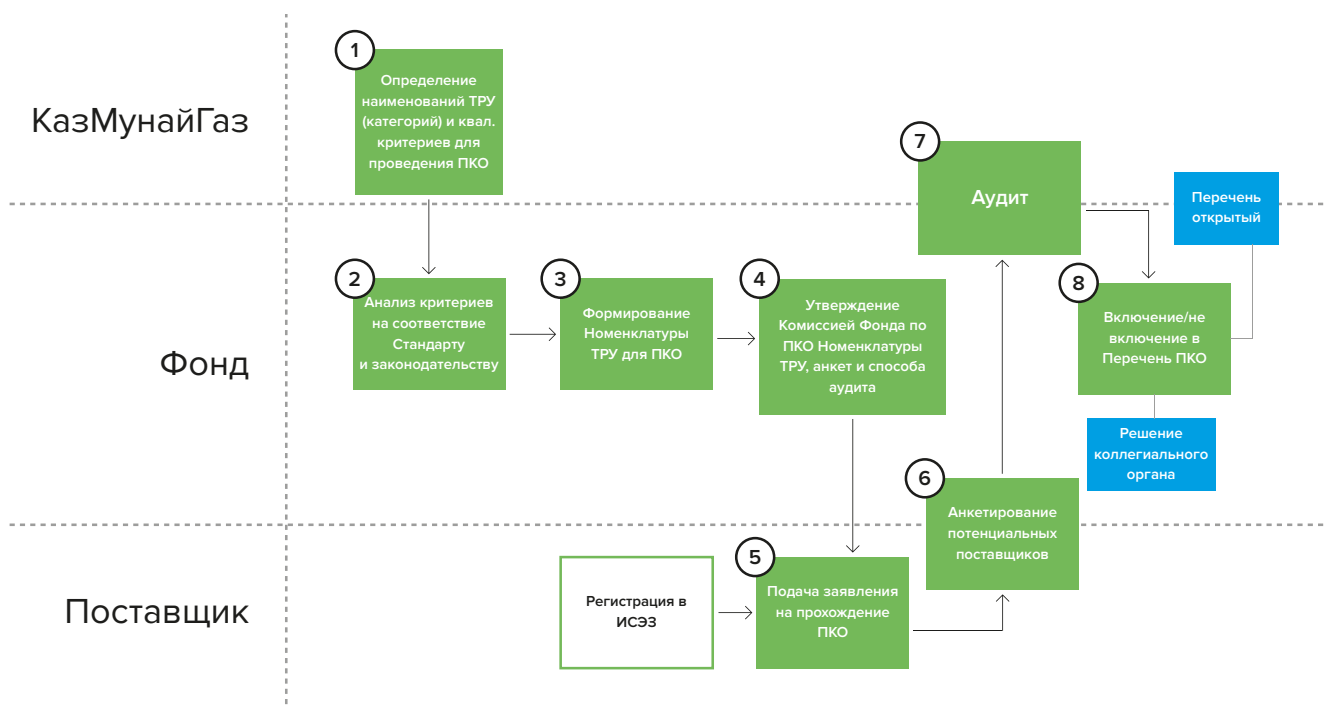 КазМунайГаз
1
Определение
наименований ТРУ
(категорий) и квал.
критериев для
проведения ПКО
7
Аудит
Перечень
открытый
Фонд
2
Анализ критериев
на соответствие
Стандарту
и законодательству
3
Формирование
Номенклатуры
ТРУ для ПКО
4
Утверждение
Комиссией Фонда по
ПКО Номенклатуры
ТРУ, анкет и способа
аудита
8
Включение/не
включение в
Перечень ПКО
Решение
коллегиального
органа
6
Анкетирование
потенциальных
поставщиков
Поставщик
Регистрация в
ИСЭЗ
5
Подача заявления
на прохождение
ПКО